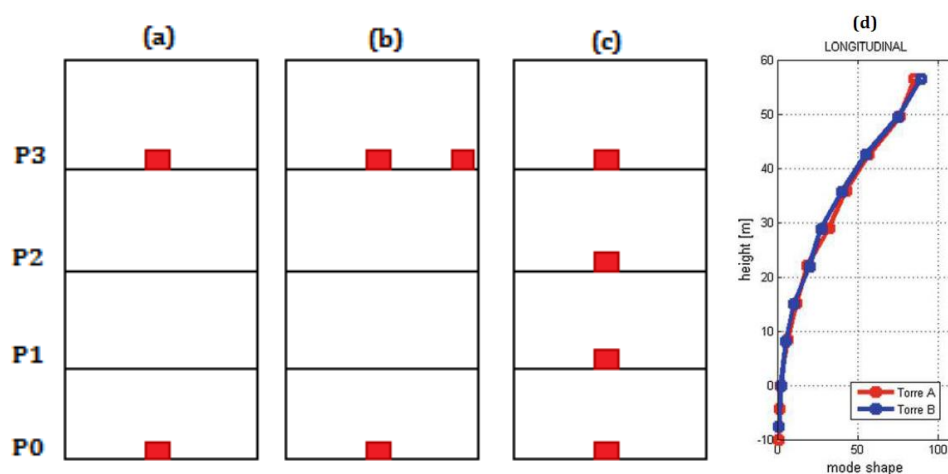 (a)
(b)
(c)
P3
P2
P1
P0
(d)
LONGITUDINAL
60
50
40
30
20
10
0
-10
height [m]
0
50
100
mode shape
Torre A
Torre B